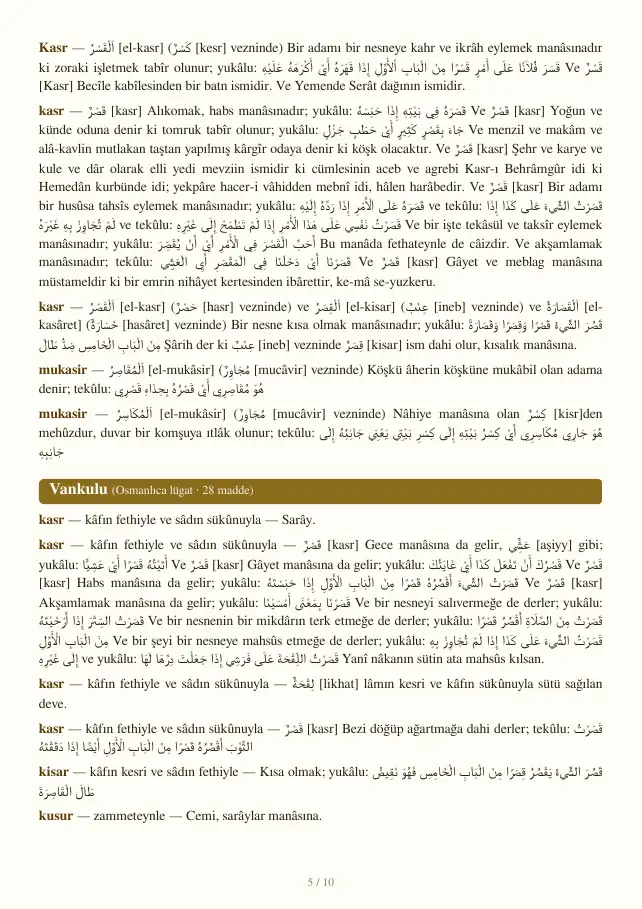 Kasr — اَلْقَسْرُ [el-kasr] (كَسْرٌ [kesr] vezninde) Bir adamı bir nesneye kahr ve ikrâh eylemek manâsınadır
ki zoraki işletmek tabîr olunur; yukâlu: قَسَرَ فُلَانًا عَلَى أَمْرٍ قَسْرًا مِنَ الْبَابِ اْلأَوَّلِ إِذَا قَهَرَهُ أَيْ أَكْرَهَهُ عَلَيْهِ Ve قَسْرٌ
[Kasr] Becîle kabîlesinden bir batn ismidir. Ve Yemende Serât dağının ismidir.
kasr — قَصْرٌ [kasr] Alıkomak, habs manâsınadır; yukâlu: قَصَرَهُ فِي بَيْتِهِ إِذَا حَبَسَهُ Ve قَصْرٌ [kasr] Yoğun ve
künde oduna denir ki tomruk tabîr olunur; yukâlu: جَاءَ بِقَصْرٍ كَثِيرٍ أَيْ حَطَبٍ جَزْلٍ Ve menzil ve makâm ve
alâ-kavlin mutlakan taştan yapılmış kârgîr odaya denir ki köşk olacaktır. Ve قَصْرٌ [kasr] Şehr ve karye ve
kule ve dâr olarak elli yedi mevziin ismidir ki cümlesinin aceb ve agrebi Kasr-ı Behrâmgûr idi ki
Hemedân kurbünde idi; yekpâre hacer-i vâhidden mebnî idi, hâlen harâbedir. Ve قَصْرٌ [kasr] Bir adamı
bir husûsa tahsîs eylemek manâsınadır; yukâlu: قَصَرَهُ عَلَى الْأَمْرِ إِذَا رَدَّهُ إِلَيْهِ ve tekûlu: قَصَرْتُ الشَّيْءَ عَلَى كَذَا إِذَا
لَمْ تُجَاوِزْ بِهِ غَيْرَهُ ve tekûlu: قَصَرْتُ نَفْسِي عَلَى هَذَا الْأَمْرِ إِذَا لَمْ تَطْمَحْ إِلَى غَيْرِهِ Ve bir işte tekâsül ve taksîr eylemek
manâsınadır; yukâlu: أَحَبَّ الْقَصْرَ فِي الْأَمْرِ أَيْ أَنْ يُقَصِّرَ Bu manâda fethateynle de câizdir. Ve akşamlamak
manâsınadır; tekûlu: قَصَرْنَا أَيْ دَخَلْنَا فِي الْمَقْصَرِ أَيِ الْعَشِيِّ Ve قَصْرٌ [kasr] Gâyet ve meblag manâsına
müstameldir ki bir emrin nihâyet kertesinden ibârettir, ke-mâ se-yuzkeru.
kasr — اَلْقَصْرُ [el-kasr] (حَصْرٌ [hasr] vezninde) ve اَلْقِصَرُ [el-kisar] (عِنَبٌ [ineb] vezninde) ve اَلْقَصَارَةُ [el-
kasâret] (خَسَارَةٌ [hasâret] vezninde) Bir nesne kısa olmak manâsınadır; yukâlu: قَصُرَ الشَّيْءُ قَصْرًا وَقِصَرًا وَقَصَارَةً
مِنَ الْبَابِ الْخَامِسِ ضِدُّ طَالَ Şârih der ki عِنَبٌ [ineb] vezninde قِصَرٌ [kisar] ism dahi olur, kısalık manâsına.
mukasir — اَلْمُقَاصِرُ [el-mukâsir] (مُجَاوِرٌ [mucâvir] vezninde) Köşkü âherin köşküne mukâbil olan adama
denir; tekûlu: هُوَ مُقَاصِرِي أَيْ قَصْرُهُ بِحِذَاءِ قَصْرِي
mukasir — اَلْمُكَاسِرُ [el-mukâsir] (مُجَاوِرٌ [mucâvir] vezninde) Nâhiye manâsına olan كِسْرٌ [kisr]den
mehûzdur, duvar bir komşuya ıtlâk olunur; tekûlu: هُوَ جَارِي مُكَاسِرِي أَيْ كِسْرُ بَيْتِهِ إِلَى كِسْرِ بَيْتِي يَعْنِي جَانِبُهُ إِلَى
جَانِبِهِ
Vankulu (Osmanlıca lügat · 28 madde)
kasr — kâfın fethiyle ve sâdın sükûnuyla — Sarây.
kasr — kâfın fethiyle ve sâdın sükûnuyla — قَصْرٌ [kasr] Gece manâsına da gelir, عَشِيٌّ [aşiyy] gibi;
yukâlu: أَتَيْتُهُ قَصْرًا أَيْ عَشِيًّا Ve قَصْرٌ [kasr] Gâyet manâsına da gelir; yukâlu: قَصْرُكَ أَنْ تَفْعَلَ كَذَا أَيْ غَايَتُكَ Ve قَصْرٌ
[kasr] Habs manâsına da gelir; yukâlu: قَصَرْتُ الشَّيْءَ أَقْصُرُهُ قَصْرًا مِنَ الْبَابِ الْأَوَّلِ إِذَا حَبَسْتَهُ Ve قَصْرٌ [kasr]
Akşamlamak manâsına da gelir; yukâlu: قَصَرْنَا بِمَعْنَى أَمْسَيْنَا Ve bir nesneyi salıvermeğe de derler; yukâlu:
قَصَرْتُ السِّتْرَ إِذَا أَرْخَيْتَهُ Ve bir nesnenin bir mikdârın terk etmeğe de derler; yukâlu: قَصَرْتُ مِنَ الصَّلَاةِ أَقْصُرُ قَصْرًا
مِنَ الْبَابِ الْأَوَّلِ Ve bir şeyi bir nesneye mahsûs etmeğe de derler; yukâlu: قَصَرْتُ الشَّيْءَ عَلَى كَذَا إِذَا لَمْ تُجَاوِزْ بِهِ
إِلَى غَيْرِهِ ve yukâlu: قَصَرْتُ اللِّقْحَةَ عَلَى فَرَسِي إِذَا جَعَلْتَ دِرَّهَا لَهَا Yanî nâkanın sütin ata mahsûs kılsan.
kasr — kâfın fethiyle ve sâdın sükûnuyla — لِقْحَةٌ [likhat] lâmın kesri ve kâfın sükûnuyla sütü sağılan
deve.
kasr — kâfın fethiyle ve sâdın sükûnuyla — قَصْرٌ [kasr] Bezi döğüp ağartmağa dahi derler; tekûlu: قَصَرْتُ
الثَّوْبَ أَقْصُرُهُ قَصْرًا مِنَ الْبَابِ الْأَوَّلِ أَيْضًا إِذَا دَقَقْتَهُ
kisar — kâfın kesri ve sâdın fethiyle — Kısa olmak; yukâlu: قَصُرَ الشَّيْءُ يَقْصُرُ قِصَرًا مِنَ الْبَابِ الْخَامِسِ فَهُوَ نَقِيضُ
طَالَ الْقَاصِرَةَ
kusur — zammeteynle — Cemi, sarâylar manâsına.
5 / 10